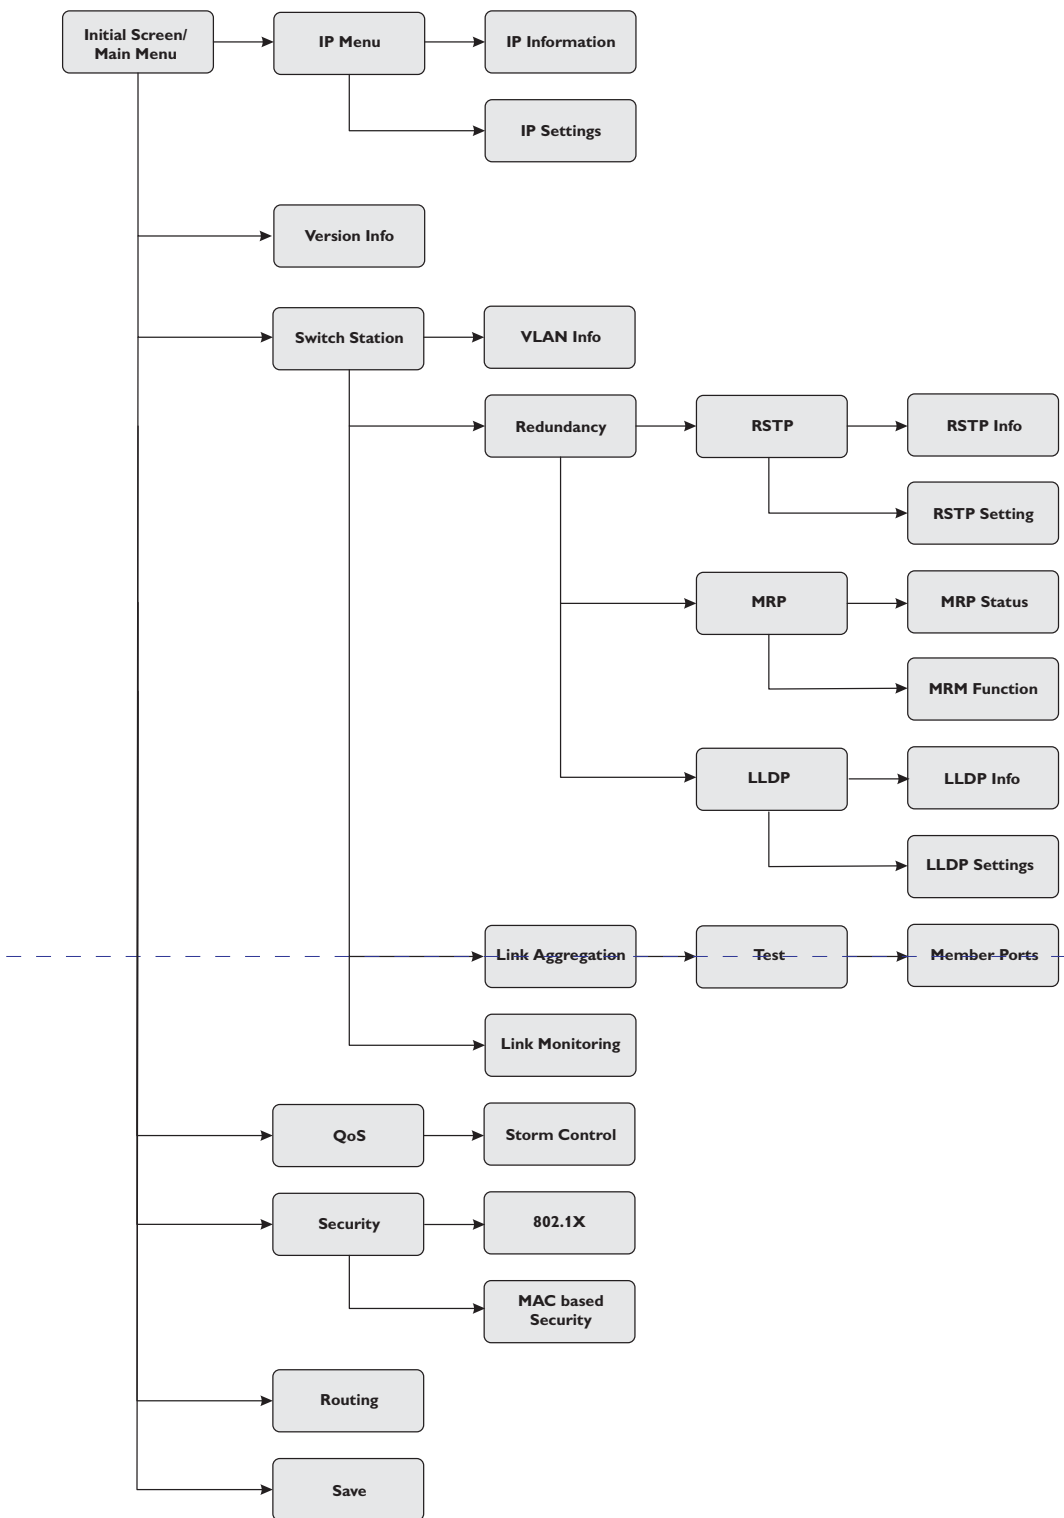 Initial Screen/
Main Menu
IP Menu
IP Information
IP Settings
Version Info
Switch Station
VLAN Info
Redundancy
RSTP
RSTP Info
RSTP Setting
MRP
MRP Status
MRM Function
LLDP
LLDP Info
LLDP Settings
Link Aggregation
Test
Member Ports
Link Monitoring
QoS
Storm Control
Security
802.1X
MAC based
Security
Routing
Save